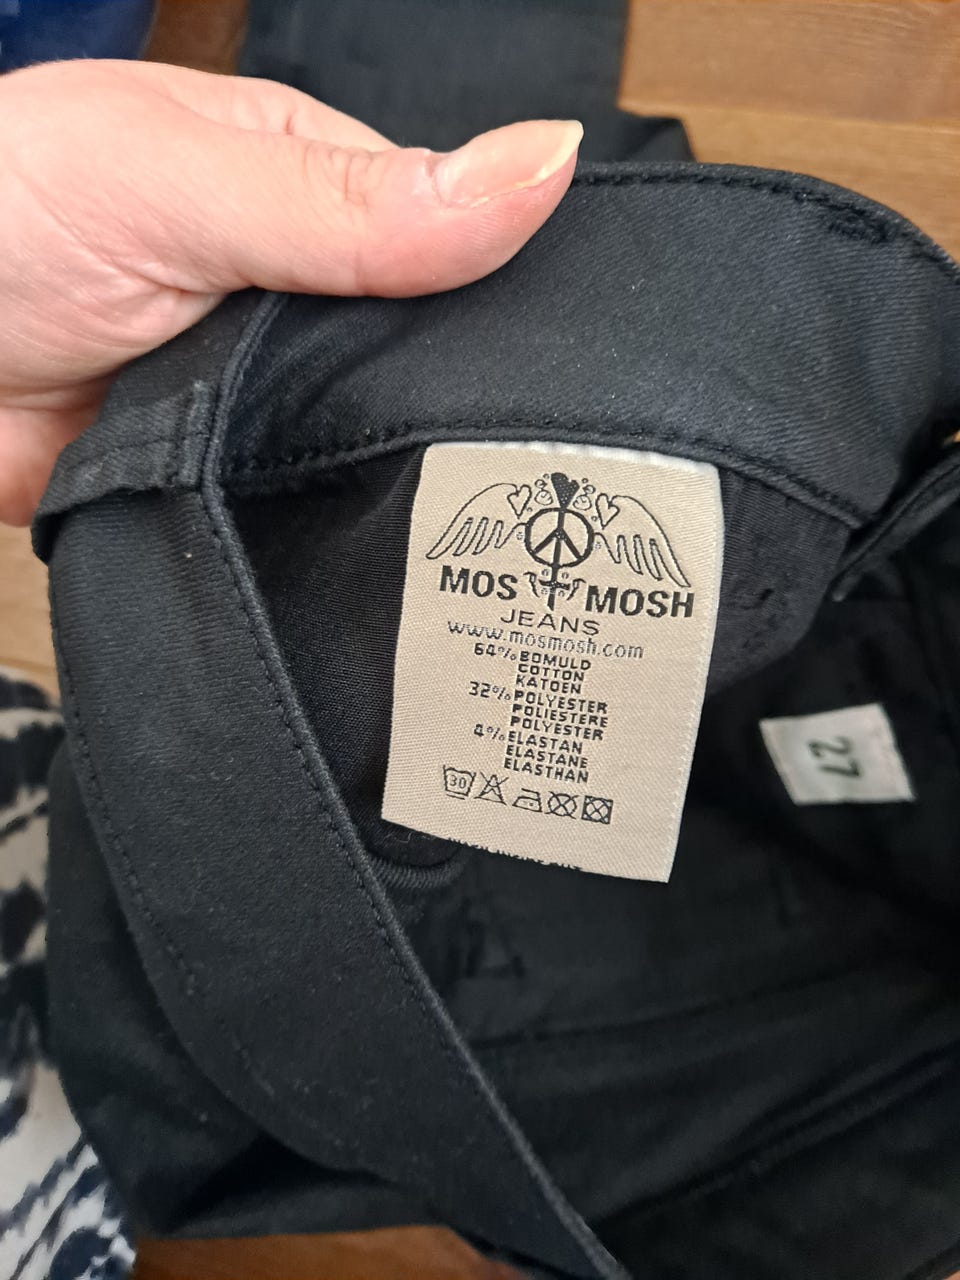 MOS MOSH
JEANS
www.mosmosh.com
64% BOMULD
COTTON
KATOEN
32% POLYESTER
POLIESTERE
POLYESTER
4% ELASTAN
ELASTANE
ELASTHAN
30
27